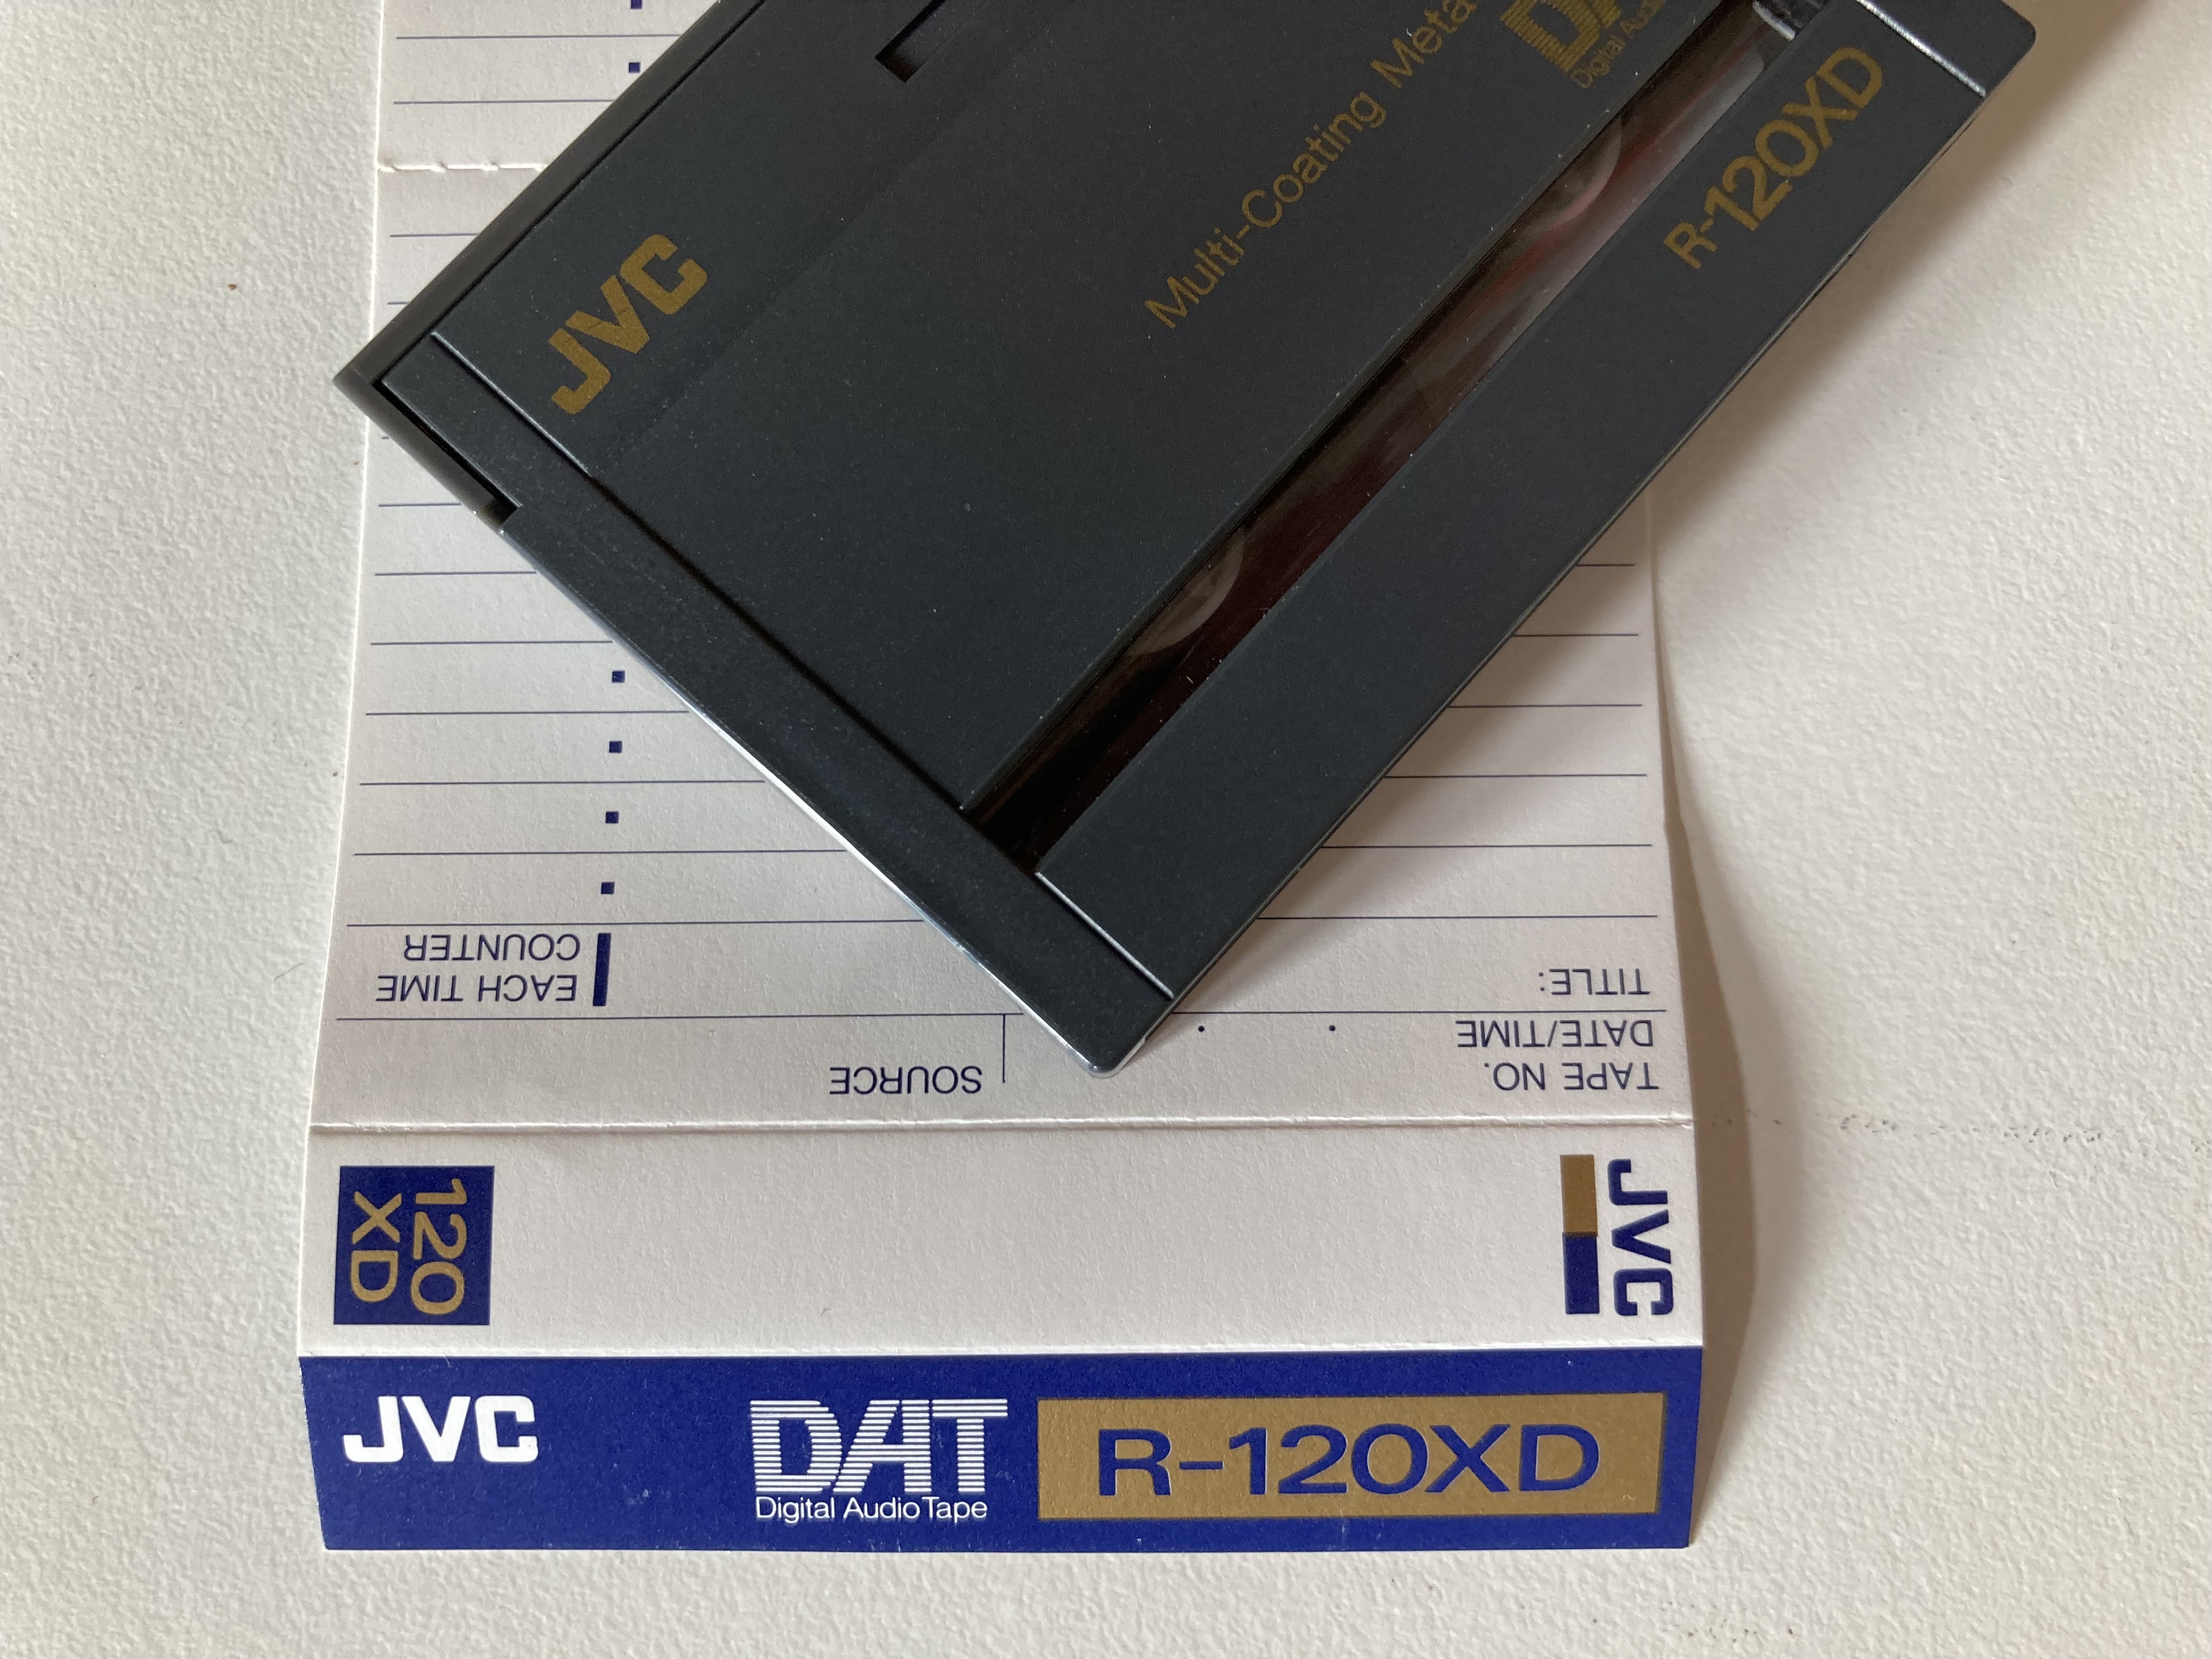 JVC
Multi-Coating
Digital
R-120XD
EACH TIME
COUNTER
TAPE NO.
DATE/TIME
TITLE:
SOURCE
120
XD
JVC
JVC
DAT
Digital Audio Tape
R-120XD